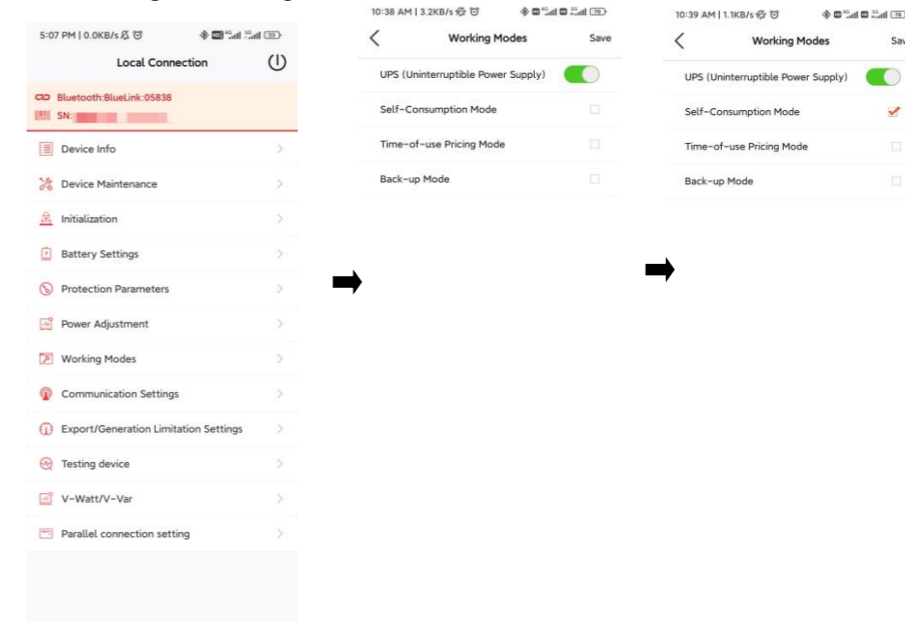 5:07 PM | 0.0KB/s
Local Connection
Bluetooth:BlueLink:05838
SN:
Device Info
Device Maintenance
Initialization
Battery Settings
Protection Parameters
Power Adjustment
Working Modes
Communication Settings
Export/Generation Limitation Settings
Testing device
V-Watt/V-Var
Parallel connection setting
10:38 AM | 3.2KB/s
Working Modes Save
UPS (Uninterruptible Power Supply)
Self-Consumption Mode
Time-of-use Pricing Mode
Back-up Mode
10:39 AM | 1.1KB/s
Working Modes
UPS (Uninterruptible Power Supply)
Self-Consumption Mode
Time-of-use Pricing Mode
Back-up Mode